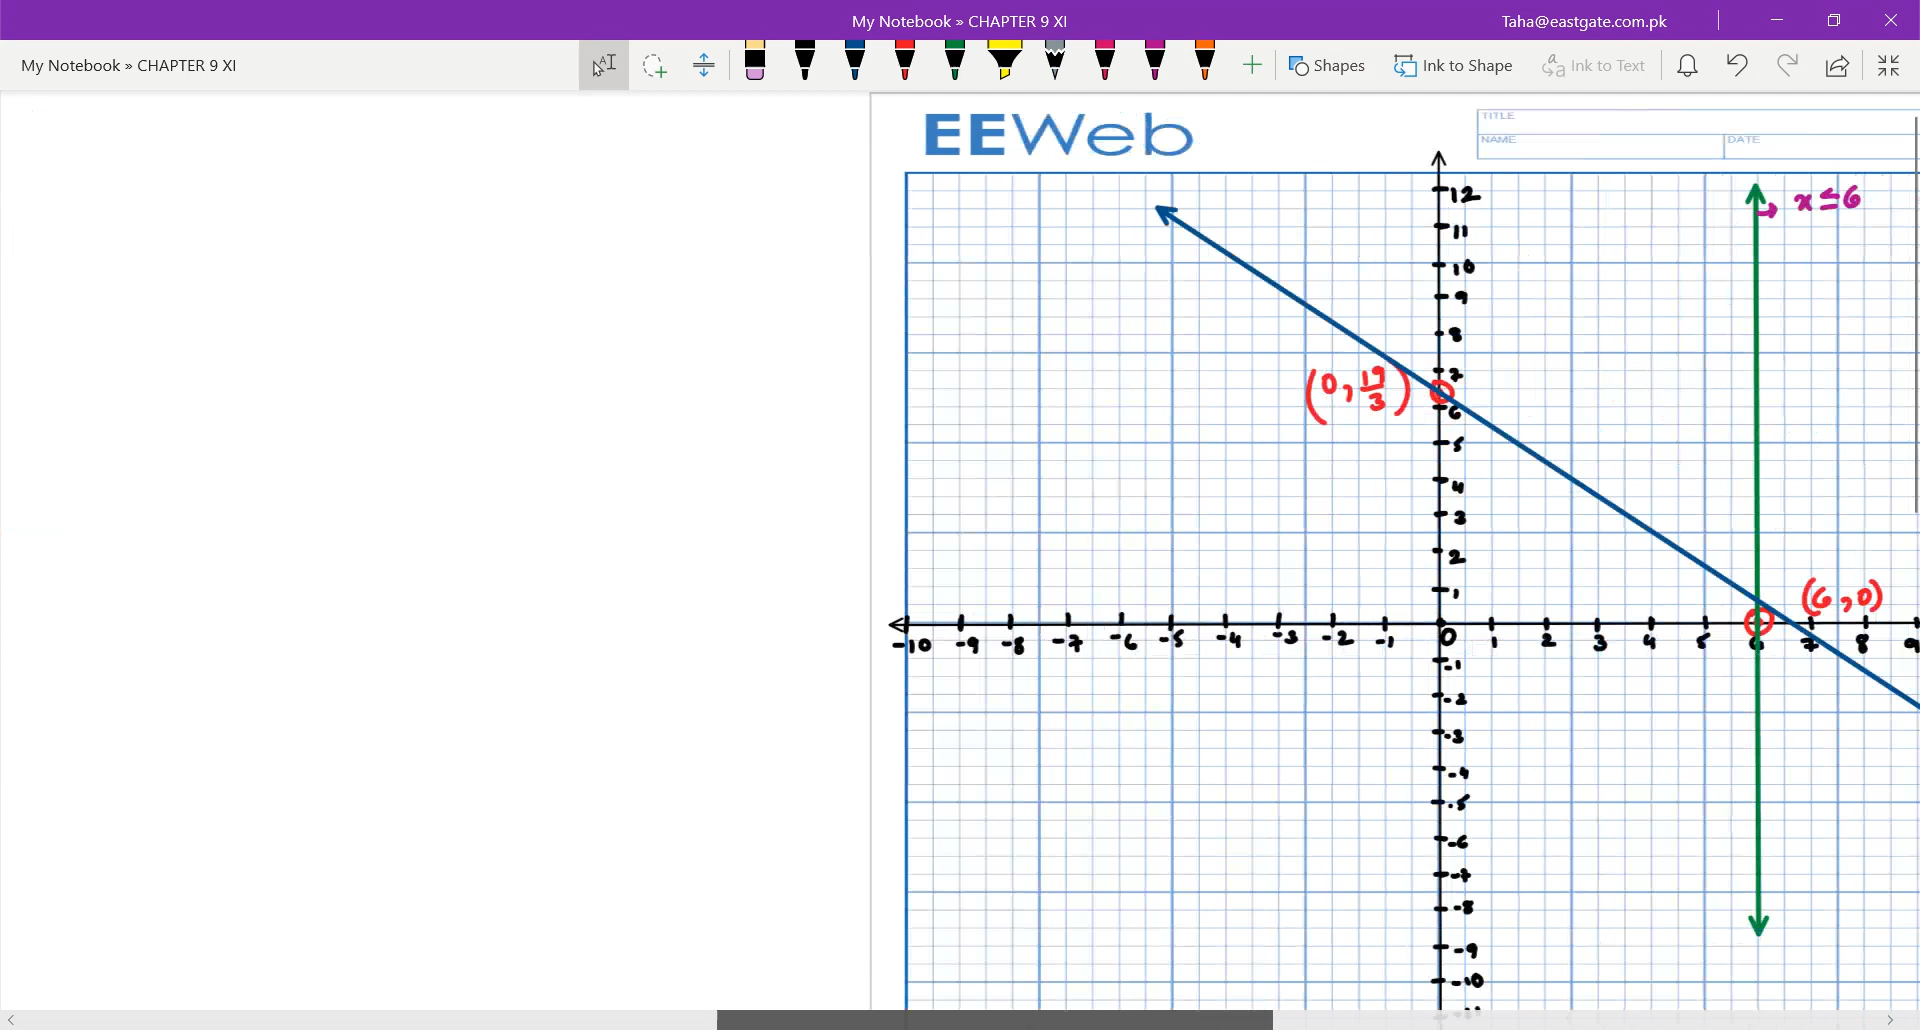 My Notebook » CHAPTER 9 XI
Taha@eastgate.com.pk
My Notebook » CHAPTER 9 XI
Shapes
Ink to Shape
Ink to Text
EEWeb
TITLE
NAME
DATE
12
x≤6
11
10
9
8
7
(0, 19/3)
6
5
4
3
2
1
(6, 0)
-10 -9 -8 -7 -6 -5 -4 -3 -2 -1 0 1 2 3 4 5 6 7 8 9
-1
-2
-3
-4
-5
-6
-7
-8
-9
-10